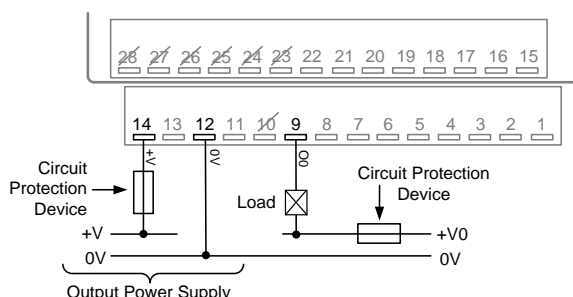 28 27 26 25 24 23 22 21 20 19 18 17 16 15
14 13 12 11 10 9 8 7 6 5 4 3 2 1
+V 0V Q0
Circuit
Protection
Device
Load
Circuit Protection
Device
+V +V0
0V 0V
Output Power Supply